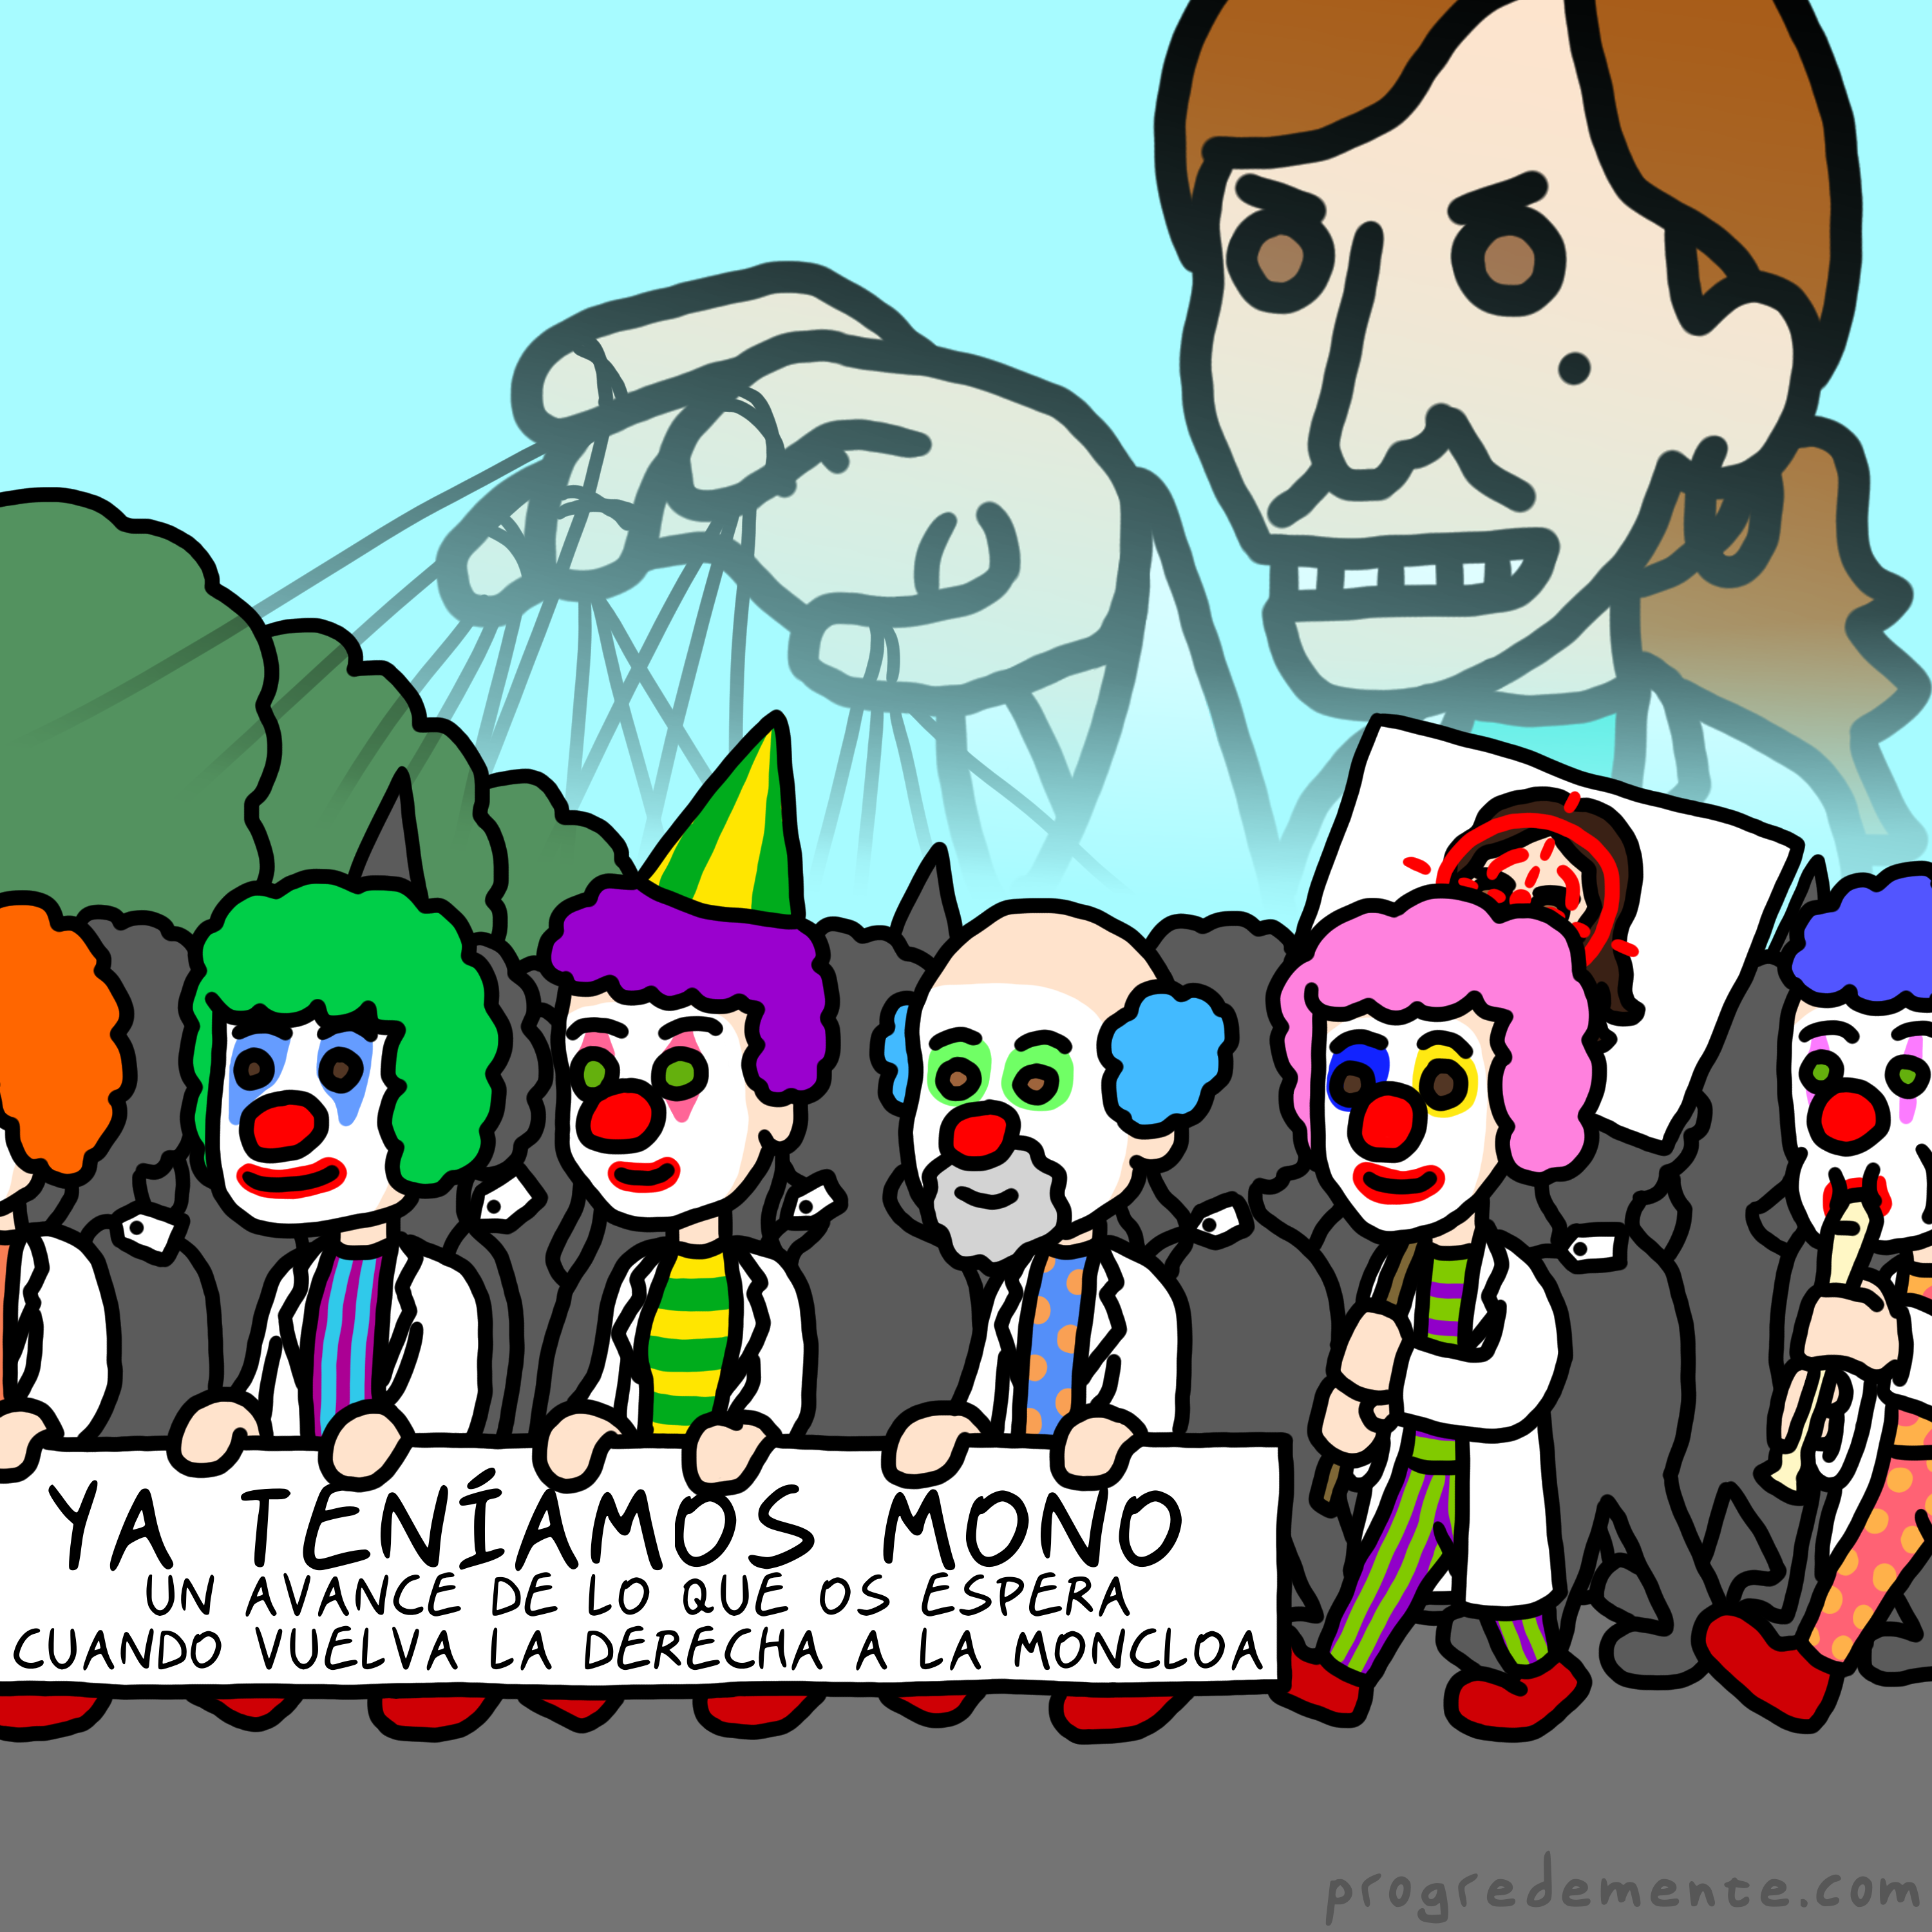 YA TENÍAMOS MONO
UN AVANCE DE LO QUE OS ESPERA
CUANDO VUELVA LA DERECHA A LA MONCLOA
progredemente.com